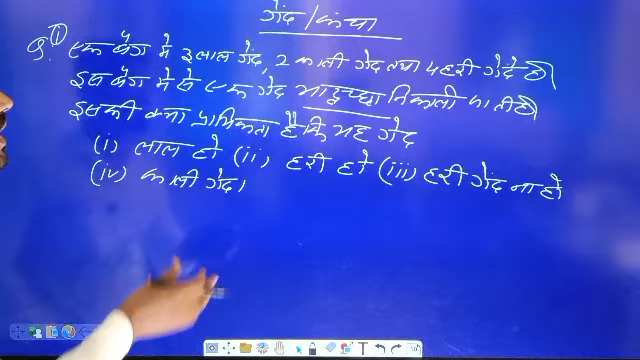 गेंद/कंचा
Q. ① एक बैग में 3 लाल गेंद, 2 काली गेंद तथा 4 हरी गेंदे है।
इस बैग में से एक गेंद यादृच्छया निकाली जाती है।
इसकी क्या प्रायिकता है कि यह गेंद
(i) लाल हो (ii) हरी हो (iii) हरी गेंद ना हो
(iv) काली गेंद।